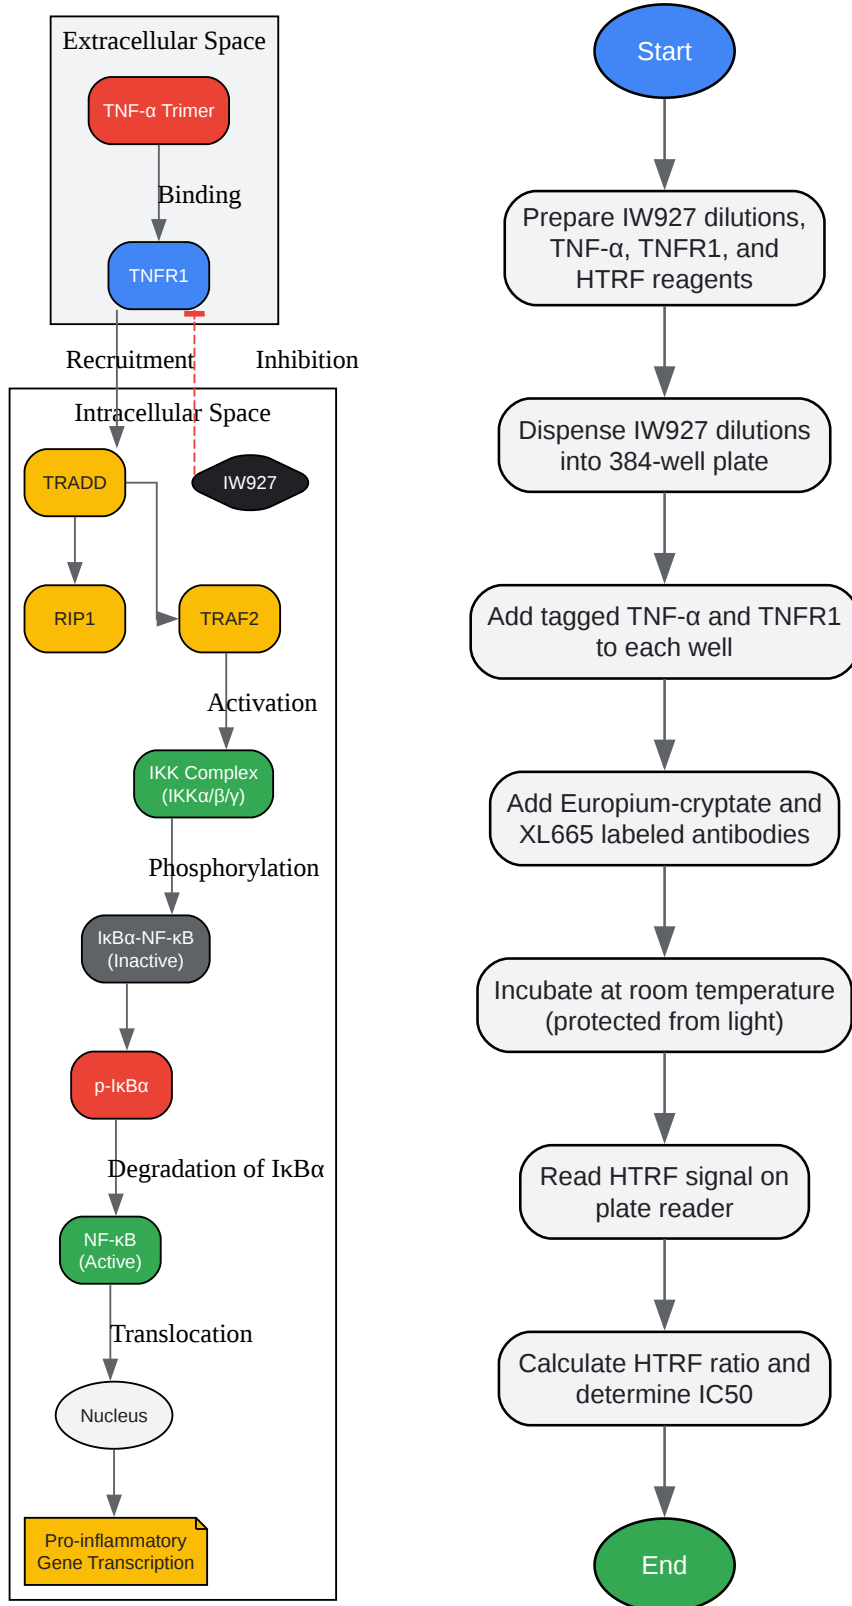 Extracellular Space
TNF-α Trimer
Binding
TNFR1
Recruitment
Inhibition
Intracellular Space
TRADD
IW927
RIP1
TRAF2
Activation
IKK Complex
(IKKα/β/γ)
Phosphorylation
IκBα-NF-κB
(Inactive)
p-IκBα
Degradation of IκBα
NF-κB
(Active)
Translocation
Nucleus
Pro-inflammatory
Gene Transcription
Start
Prepare IW927 dilutions,
TNF-α, TNFR1, and
HTRF reagents
Dispense IW927 dilutions
into 384-well plate
Add tagged TNF-α and TNFR1
to each well
Add Europium-cryptate and
XL665 labeled antibodies
Incubate at room temperature
(protected from light)
Read HTRF signal on
plate reader
Calculate HTRF ratio and
determine IC50
End